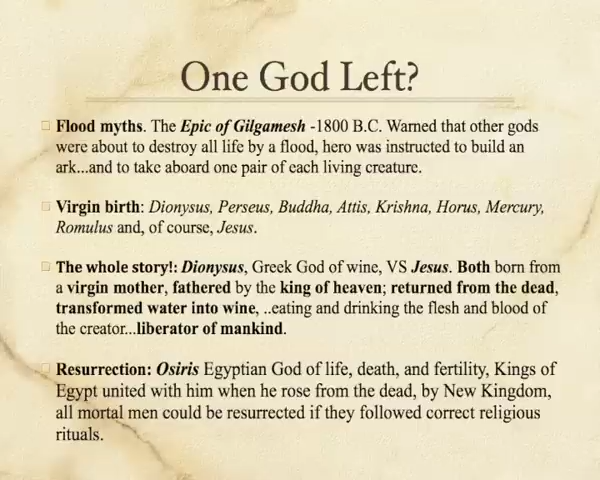 One God Left?
Flood myths. The Epic of Gilgamesh -1800 B.C. Warned that other gods
were about to destroy all life by a flood, hero was instructed to build an
ark...and to take aboard one pair of each living creature.
Virgin birth: Dionysus, Perseus, Buddha, Attis, Krishna, Horus, Mercury,
Romulus and, of course, Jesus.
The whole story!: Dionysus, Greek God of wine, VS Jesus. Both born from
a virgin mother, fathered by the king of heaven; returned from the dead,
transformed water into wine, ..eating and drinking the flesh and blood of
the creator...liberator of mankind.
Resurrection: Osiris Egyptian God of life, death, and fertility, Kings of
Egypt united with him when he rose from the dead, by New Kingdom,
all mortal men could be resurrected if they followed correct religious
rituals.